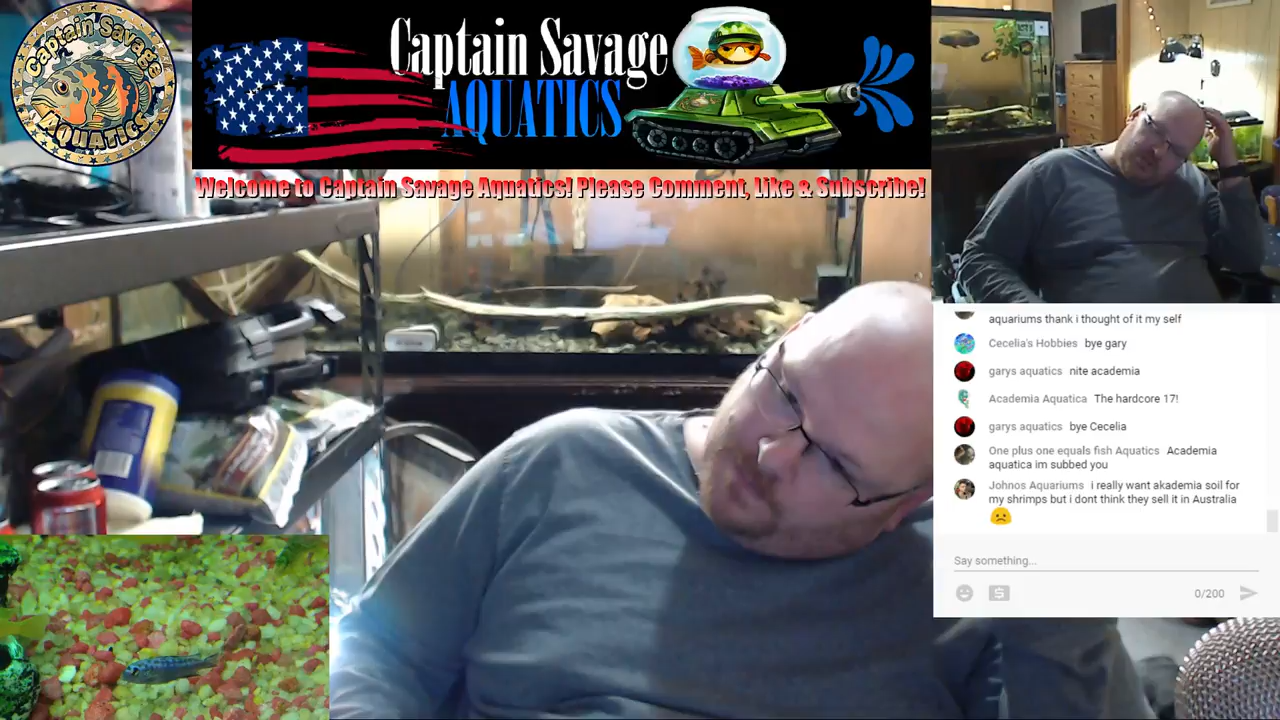 Captain Savage
AQUATICS
Captain Savage
AQUATICS
Welcome to Captain Savage Aquatics! Please Comment, Like & Subscribe!
aquariums thank i thought of it my self
Cecelia's Hobbies bye gary
garys aquatics nite academia
Academia Aquatica The hardcore 17!
garys aquatics bye Cecelia
One plus one equals fish Aquatics Academia
aquatica im subbed you
Johnos Aquariums i really want akademia soil for
my shrimps but i dont think they sell it in Australia
Say something...
0/200